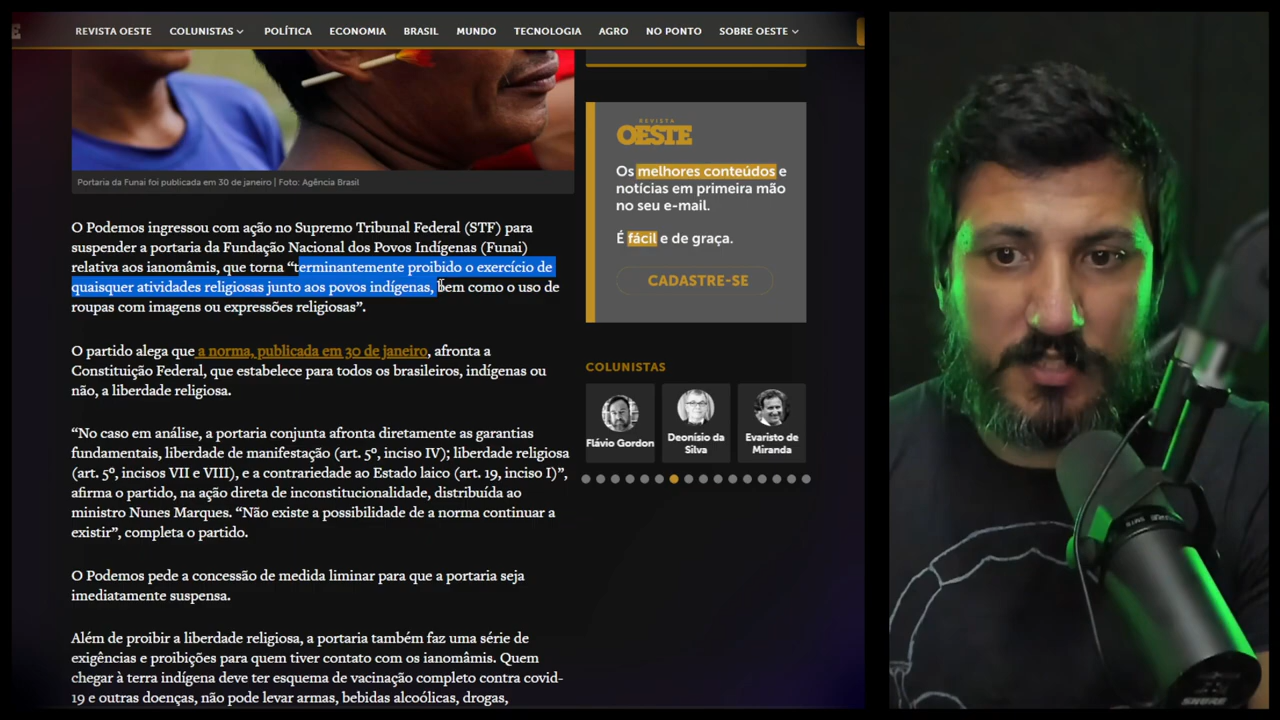 REVISTA OESTE COLUNISTAS POLÍTICA ECONOMIA BRASIL MUNDO TECNOLOGIA AGRO NO PONTO SOBRE OESTE
Portaria da Funai foi publicada em 30 de janeiro | Foto: Agência Brasil
O Podemos ingressou com ação no Supremo Tribunal Federal (STF) para
suspender a portaria da Fundação Nacional dos Povos Indígenas (Funai)
relativa aos ianomâmis, que torna “terminantemente proibido o exercício de
quaisquer atividades religiosas junto aos povos indígenas, bem como o uso de
roupas com imagens ou expressões religiosas”.
O partido alega que a norma, publicada em 30 de janeiro, afronta a
Constituição Federal, que estabelece para todos os brasileiros, indígenas ou
não, a liberdade religiosa.
“No caso em análise, a portaria conjunta afronta diretamente as garantias
fundamentais, liberdade de manifestação (art. 5º, inciso IV); liberdade religiosa
(art. 5º, incisos VII e VIII), e a contrariedade ao Estado laico (art. 19, inciso I)”,
afirma o partido, na ação direta de inconstitucionalidade, distribuída ao
ministro Nunes Marques. “Não existe a possibilidade de a norma continuar a
existir”, completa o partido.
O Podemos pede a concessão de medida liminar para que a portaria seja
imediatamente suspensa.
Além de proibir a liberdade religiosa, a portaria também faz uma série de
exigências e proibições para quem tiver contato com os ianomâmis. Quem
chegar à terra indígena deve ter esquema de vacinação completo contra covid-
19 e outras doenças, não pode levar armas, bebidas alcoólicas, drogas,
REVISTA
OESTE
Os melhores conteúdos e
notícias em primeira mão
no seu e-mail.
É fácil e de graça.
CADASTRE-SE
COLUNISTAS
Flávio Gordon
Deonísio da
Silva
Evaristo de
Miranda
SHURE